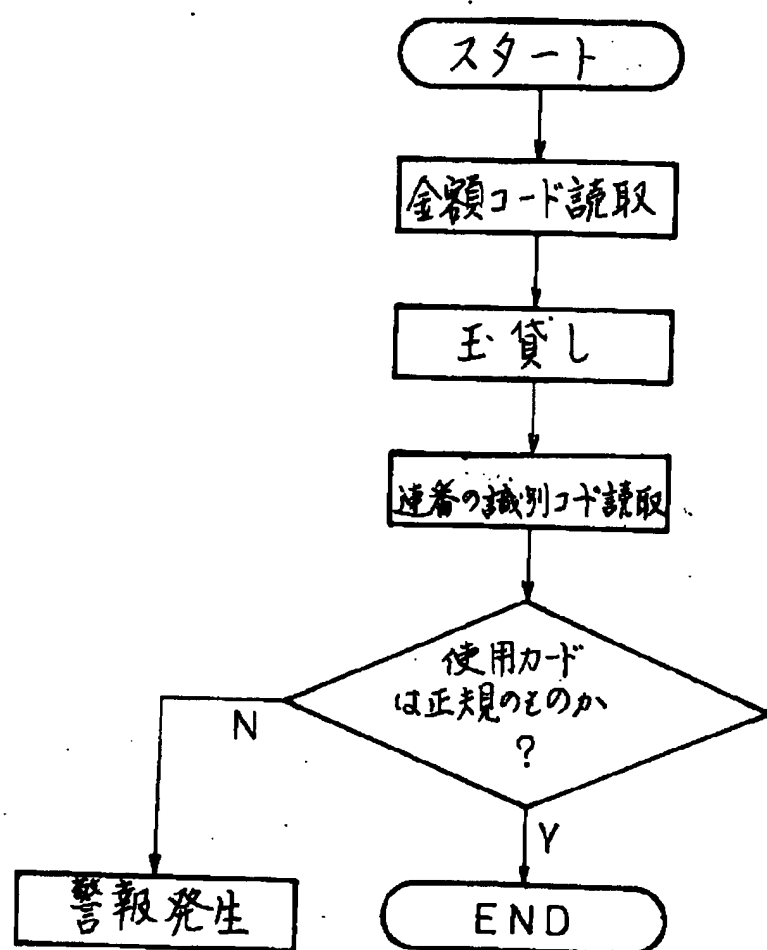 スタート
金額コード読取
玉貸し
連番の識別コード読取
使用カード
は正規のものか
?
N
Y
警報発生
END